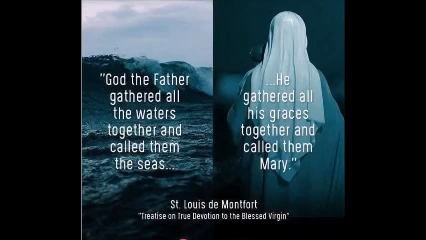 "God the Father
gathered all
the waters
together and
called them
the seas...
...He
gathered all
his graces
together and
called them
Mary."
St. Louis de Montfort
"Treatise on True Devotion to the Blessed Virgin"